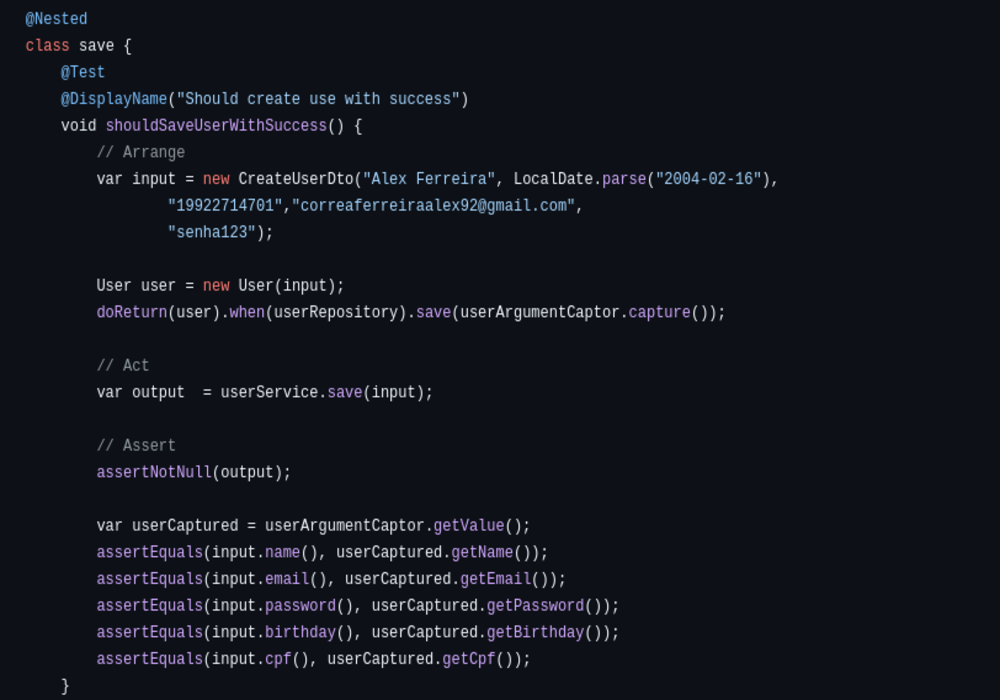 @Nested
class save {
@Test
@DisplayName("Should create use with success")
void shouldSaveUserWithSuccess() {
// Arrange
var input = new CreateUserDto("Alex Ferreira", LocalDate.parse("2004-02-16"),
"19922714701","correaferreiraalex92@gmail.com",
"senha123");
User user = new User(input);
doReturn(user).when(userRepository).save(userArgumentCaptor.capture());
// Act
var output  = userService.save(input);
// Assert
assertNotNull(output);
var userCaptured = userArgumentCaptor.getValue();
assertEquals(input.name(), userCaptured.getName());
assertEquals(input.email(), userCaptured.getEmail());
assertEquals(input.password(), userCaptured.getPassword());
assertEquals(input.birthday(), userCaptured.getBirthday());
assertEquals(input.cpf(), userCaptured.getCpf());
}